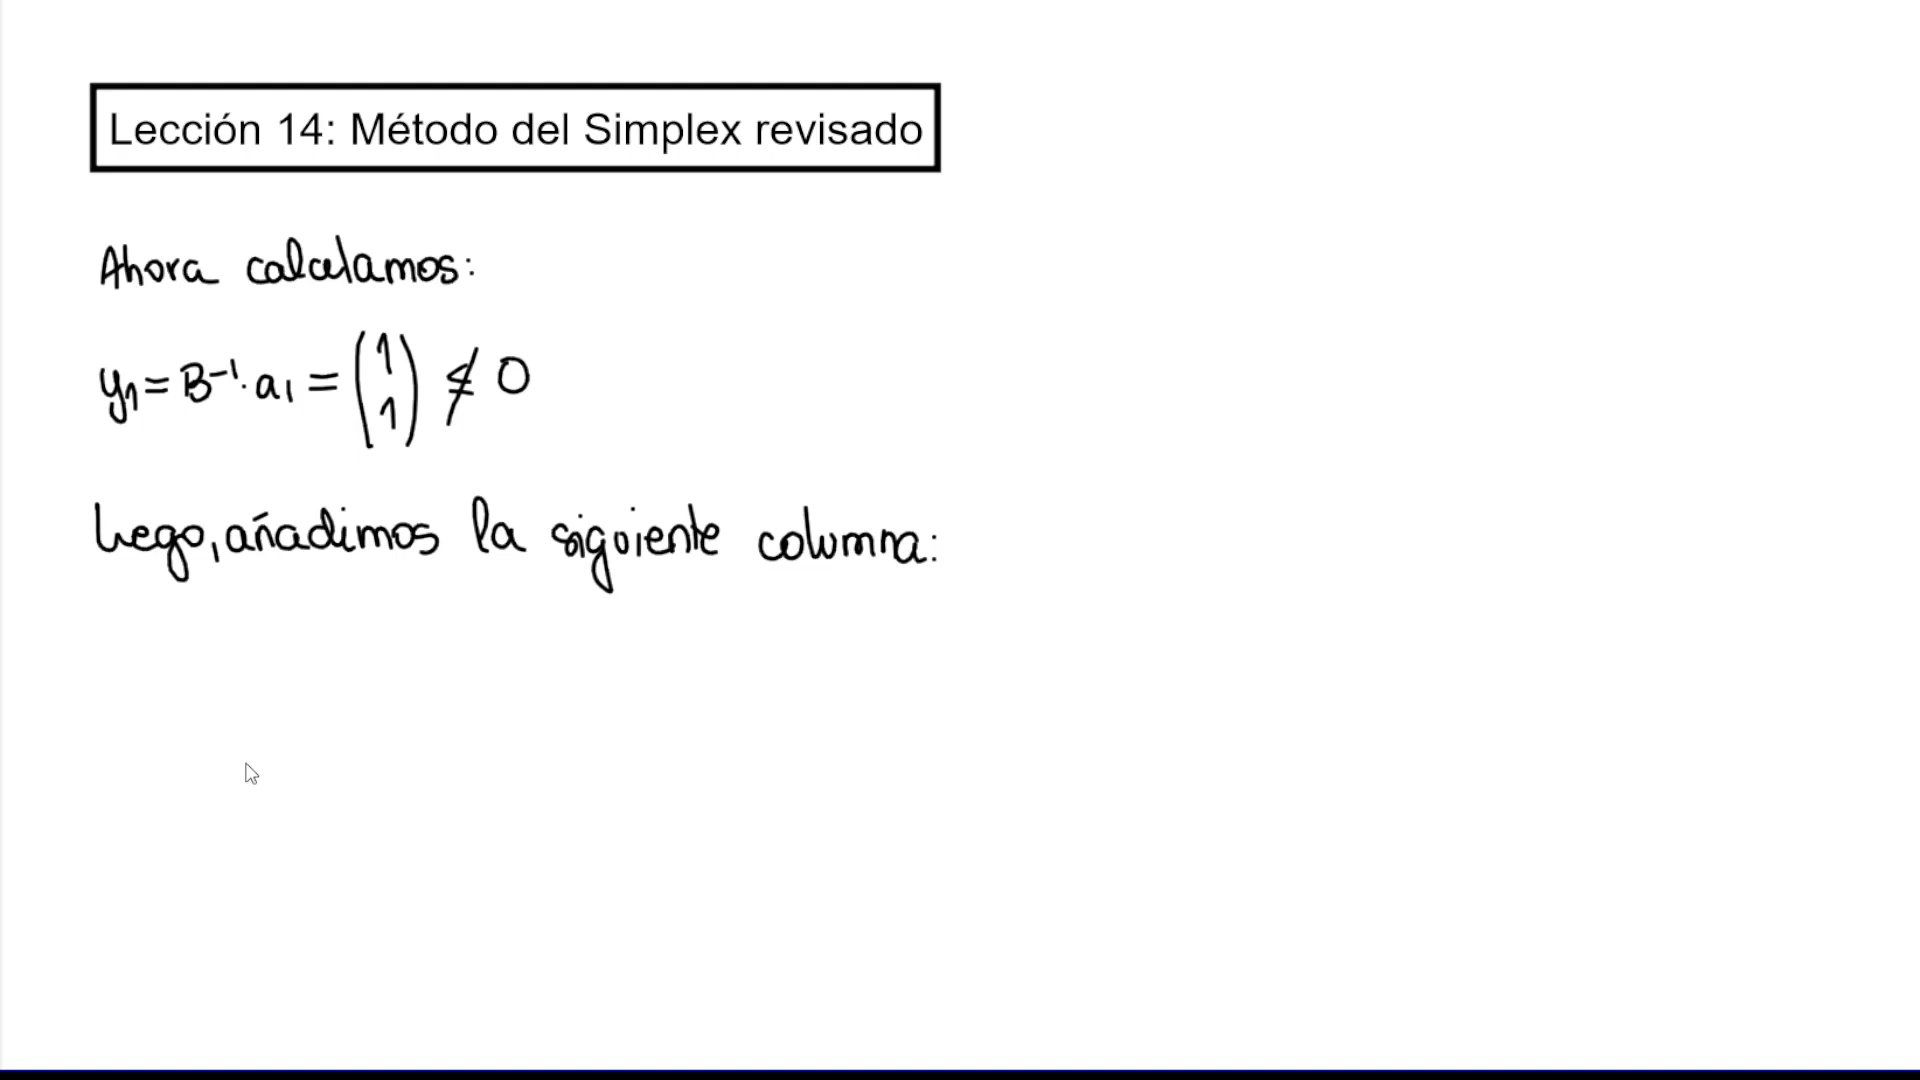 Lección 14: Método del Simplex revisado
Ahora calculamos:
y₁ = B⁻¹· a₁ = (1 1) ≰ 0
Luego, añadimos la siguiente columna: